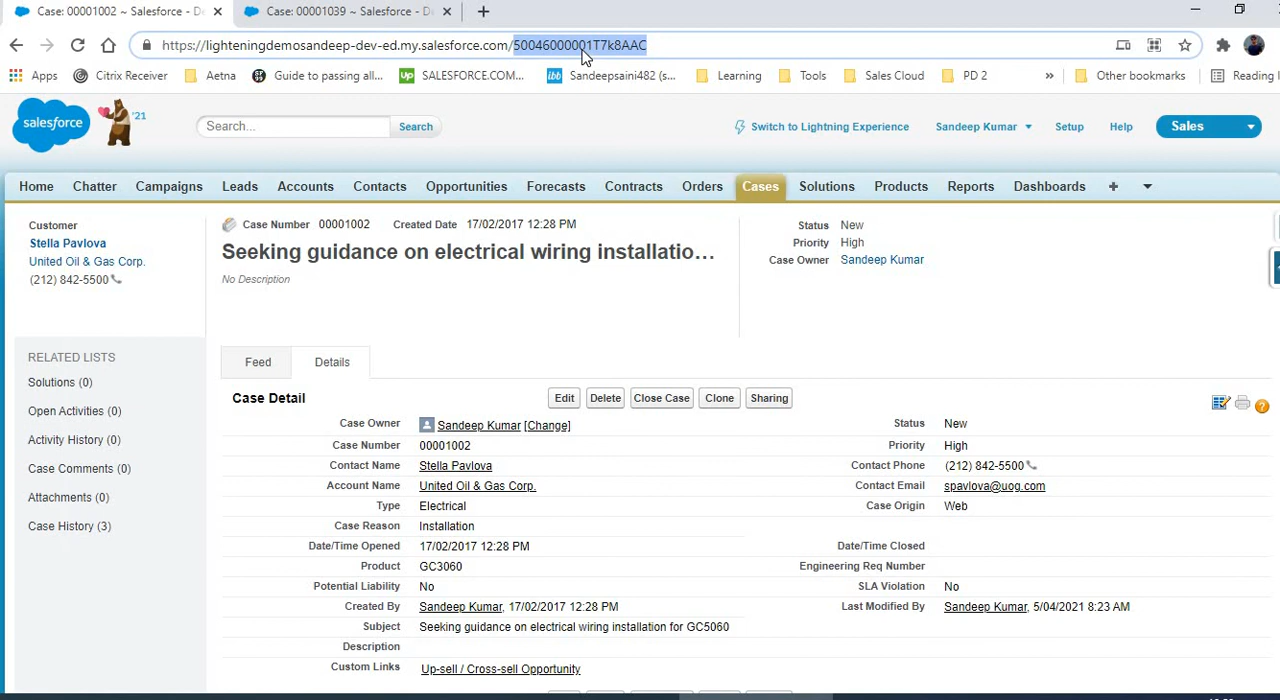 Case: 00001002 ~ Salesforce - De
Case: 00001039 ~ Salesforce - De
https://lighteningdemosandeep-dev-ed.my.salesforce.com/50046000001T7k8AAC
Apps Citrix Receiver Aetna Guide to passing all... SALESFORCE.COM... Sandeepsaini482 (s... Learning Tools Sales Cloud PD 2 » Other bookmarks Reading l
salesforce '21 Search... Search Switch to Lightning Experience Sandeep Kumar Setup Help Sales
Home Chatter Campaigns Leads Accounts Contacts Opportunities Forecasts Contracts Orders Cases Solutions Products Reports Dashboards +
Customer
Stella Pavlova
United Oil & Gas Corp.
(212) 842-5500
Case Number 00001002 Created Date 17/02/2017 12:28 PM
Seeking guidance on electrical wiring installatio...
No Description
Status New
Priority High
Case Owner Sandeep Kumar
RELATED LISTS
Solutions (0)
Open Activities (0)
Activity History (0)
Case Comments (0)
Attachments (0)
Case History (3)
Feed Details
Case Detail Edit Delete Close Case Clone Sharing
Case Owner Sandeep Kumar [Change] Status New
Case Number 00001002 Priority High
Contact Name Stella Pavlova Contact Phone (212) 842-5500
Account Name United Oil & Gas Corp. Contact Email spavlova@uog.com
Type Electrical Case Origin Web
Case Reason Installation
Date/Time Opened 17/02/2017 12:28 PM Date/Time Closed
Product GC3060 Engineering Req Number
Potential Liability No SLA Violation No
Created By Sandeep Kumar, 17/02/2017 12:28 PM Last Modified By Sandeep Kumar, 5/04/2021 8:23 AM
Subject Seeking guidance on electrical wiring installation for GC5060
Description
Custom Links Up-sell / Cross-sell Opportunity